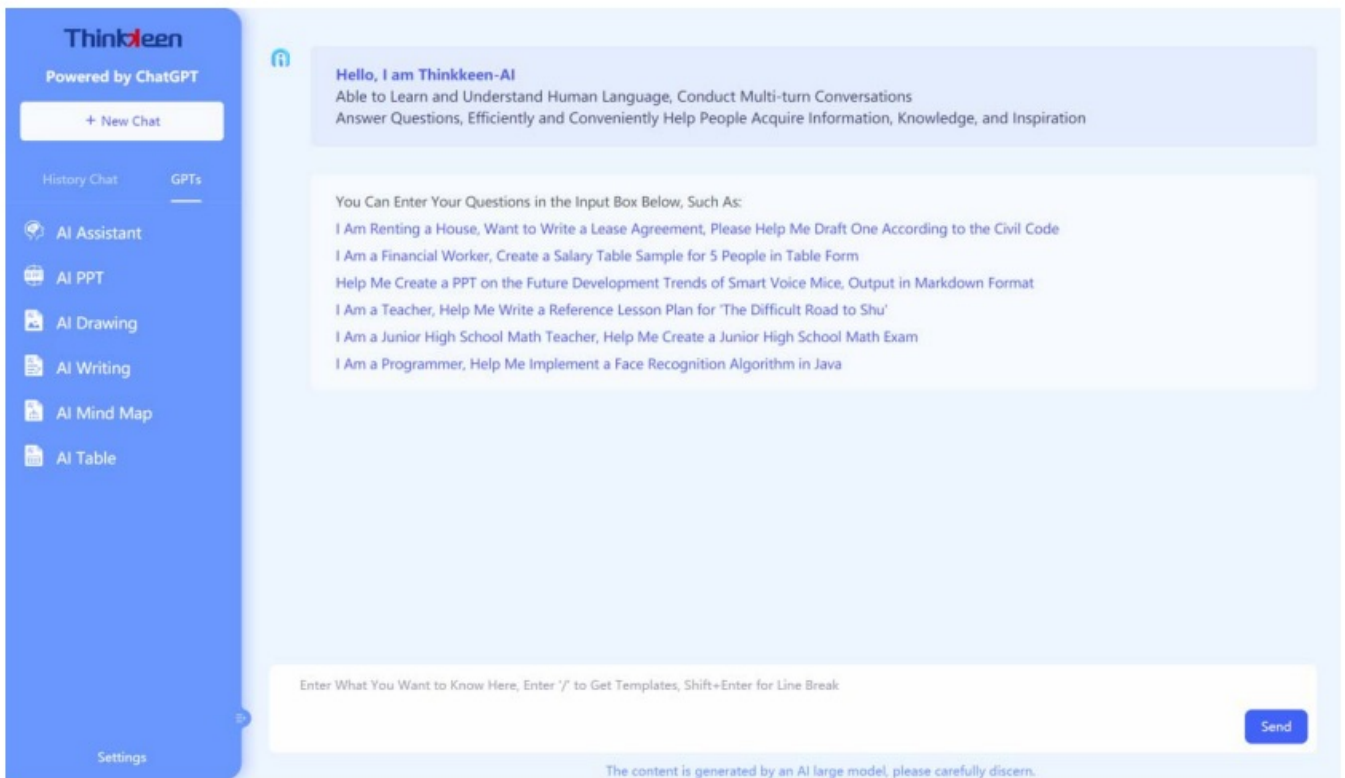 Thinkkeen
Powered by ChatGPT
+ New Chat
History Chat GPTs
AI Assistant
AI PPT
AI Drawing
AI Writing
AI Mind Map
AI Table
Settings
Hello, I am Thinkkeen-AI
Able to Learn and Understand Human Language, Conduct Multi-turn Conversations
Answer Questions, Efficiently and Conveniently Help People Acquire Information, Knowledge, and Inspiration
You Can Enter Your Questions in the Input Box Below, Such As:
I Am Renting a House, Want to Write a Lease Agreement, Please Help Me Draft One According to the Civil Code
I Am a Financial Worker, Create a Salary Table Sample for 5 People in Table Form
Help Me Create a PPT on the Future Development Trends of Smart Voice Mice, Output in Markdown Format
I Am a Teacher, Help Me Write a Reference Lesson Plan for 'The Difficult Road to Shu'
I Am a Junior High School Math Teacher, Help Me Create a Junior High School Math Exam
I Am a Programmer, Help Me Implement a Face Recognition Algorithm in Java
Enter What You Want to Know Here, Enter '/' to Get Templates, Shift+Enter for Line Break
Send
The content is generated by an AI large model, please carefully discern.